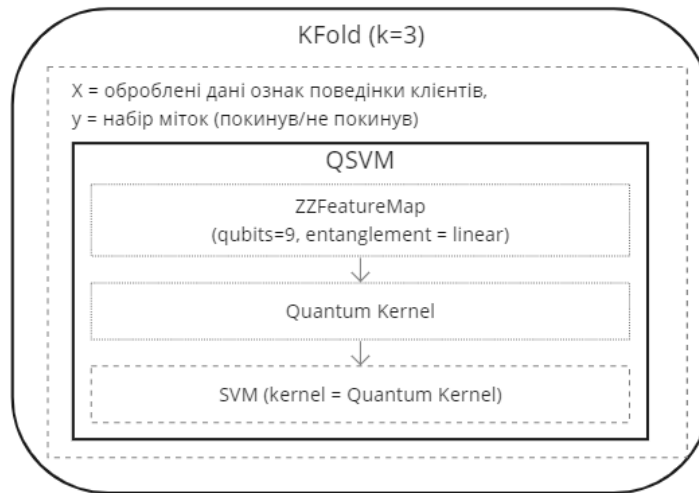 KFold (k=3)
X = оброблені дані ознак поведінки клієнтів,
y = набір міток (покинув/не покинув)
QSVM
ZZFeatureMap
(qubits=9, entanglement = linear)
Quantum Kernel
SVM (kernel = Quantum Kernel)